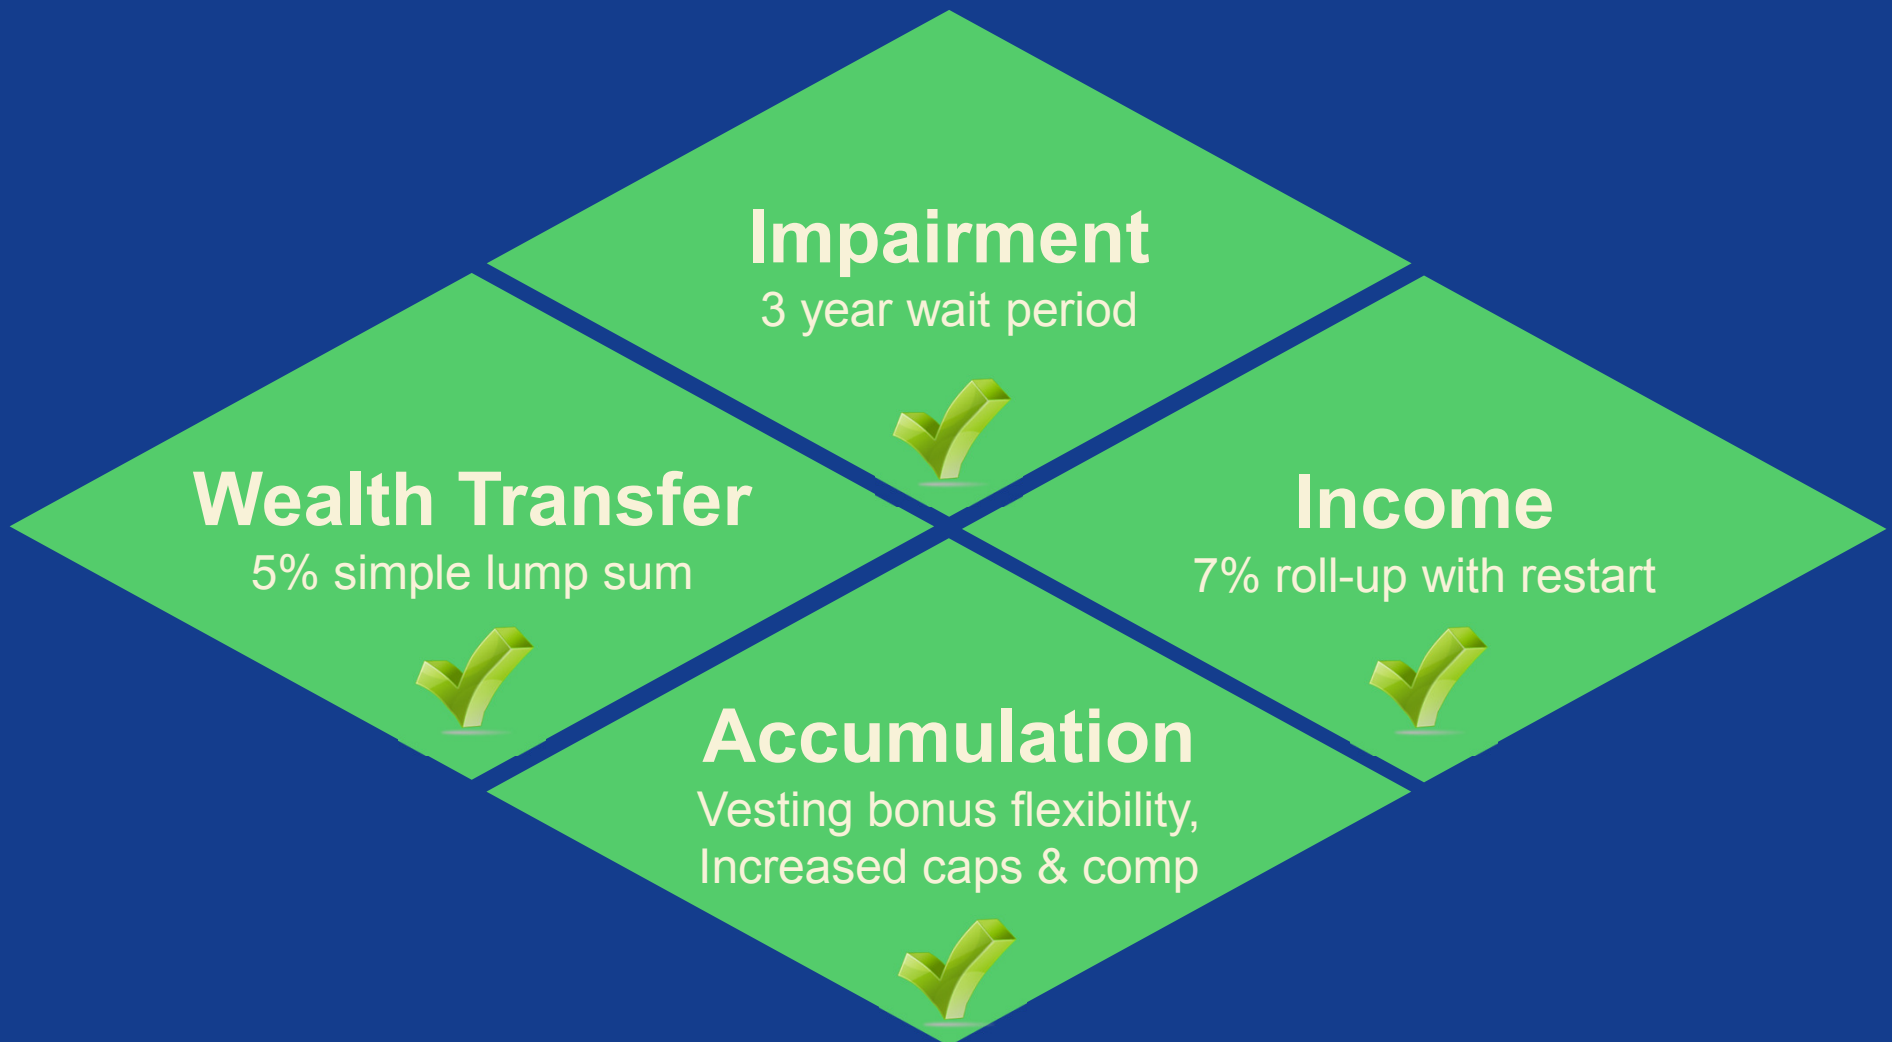 Impairment
3 year wait period
Wealth Transfer
5% simple lump sum
Income
7% roll-up with restart
Accumulation
Vesting bonus flexibility,
Increased caps & comp